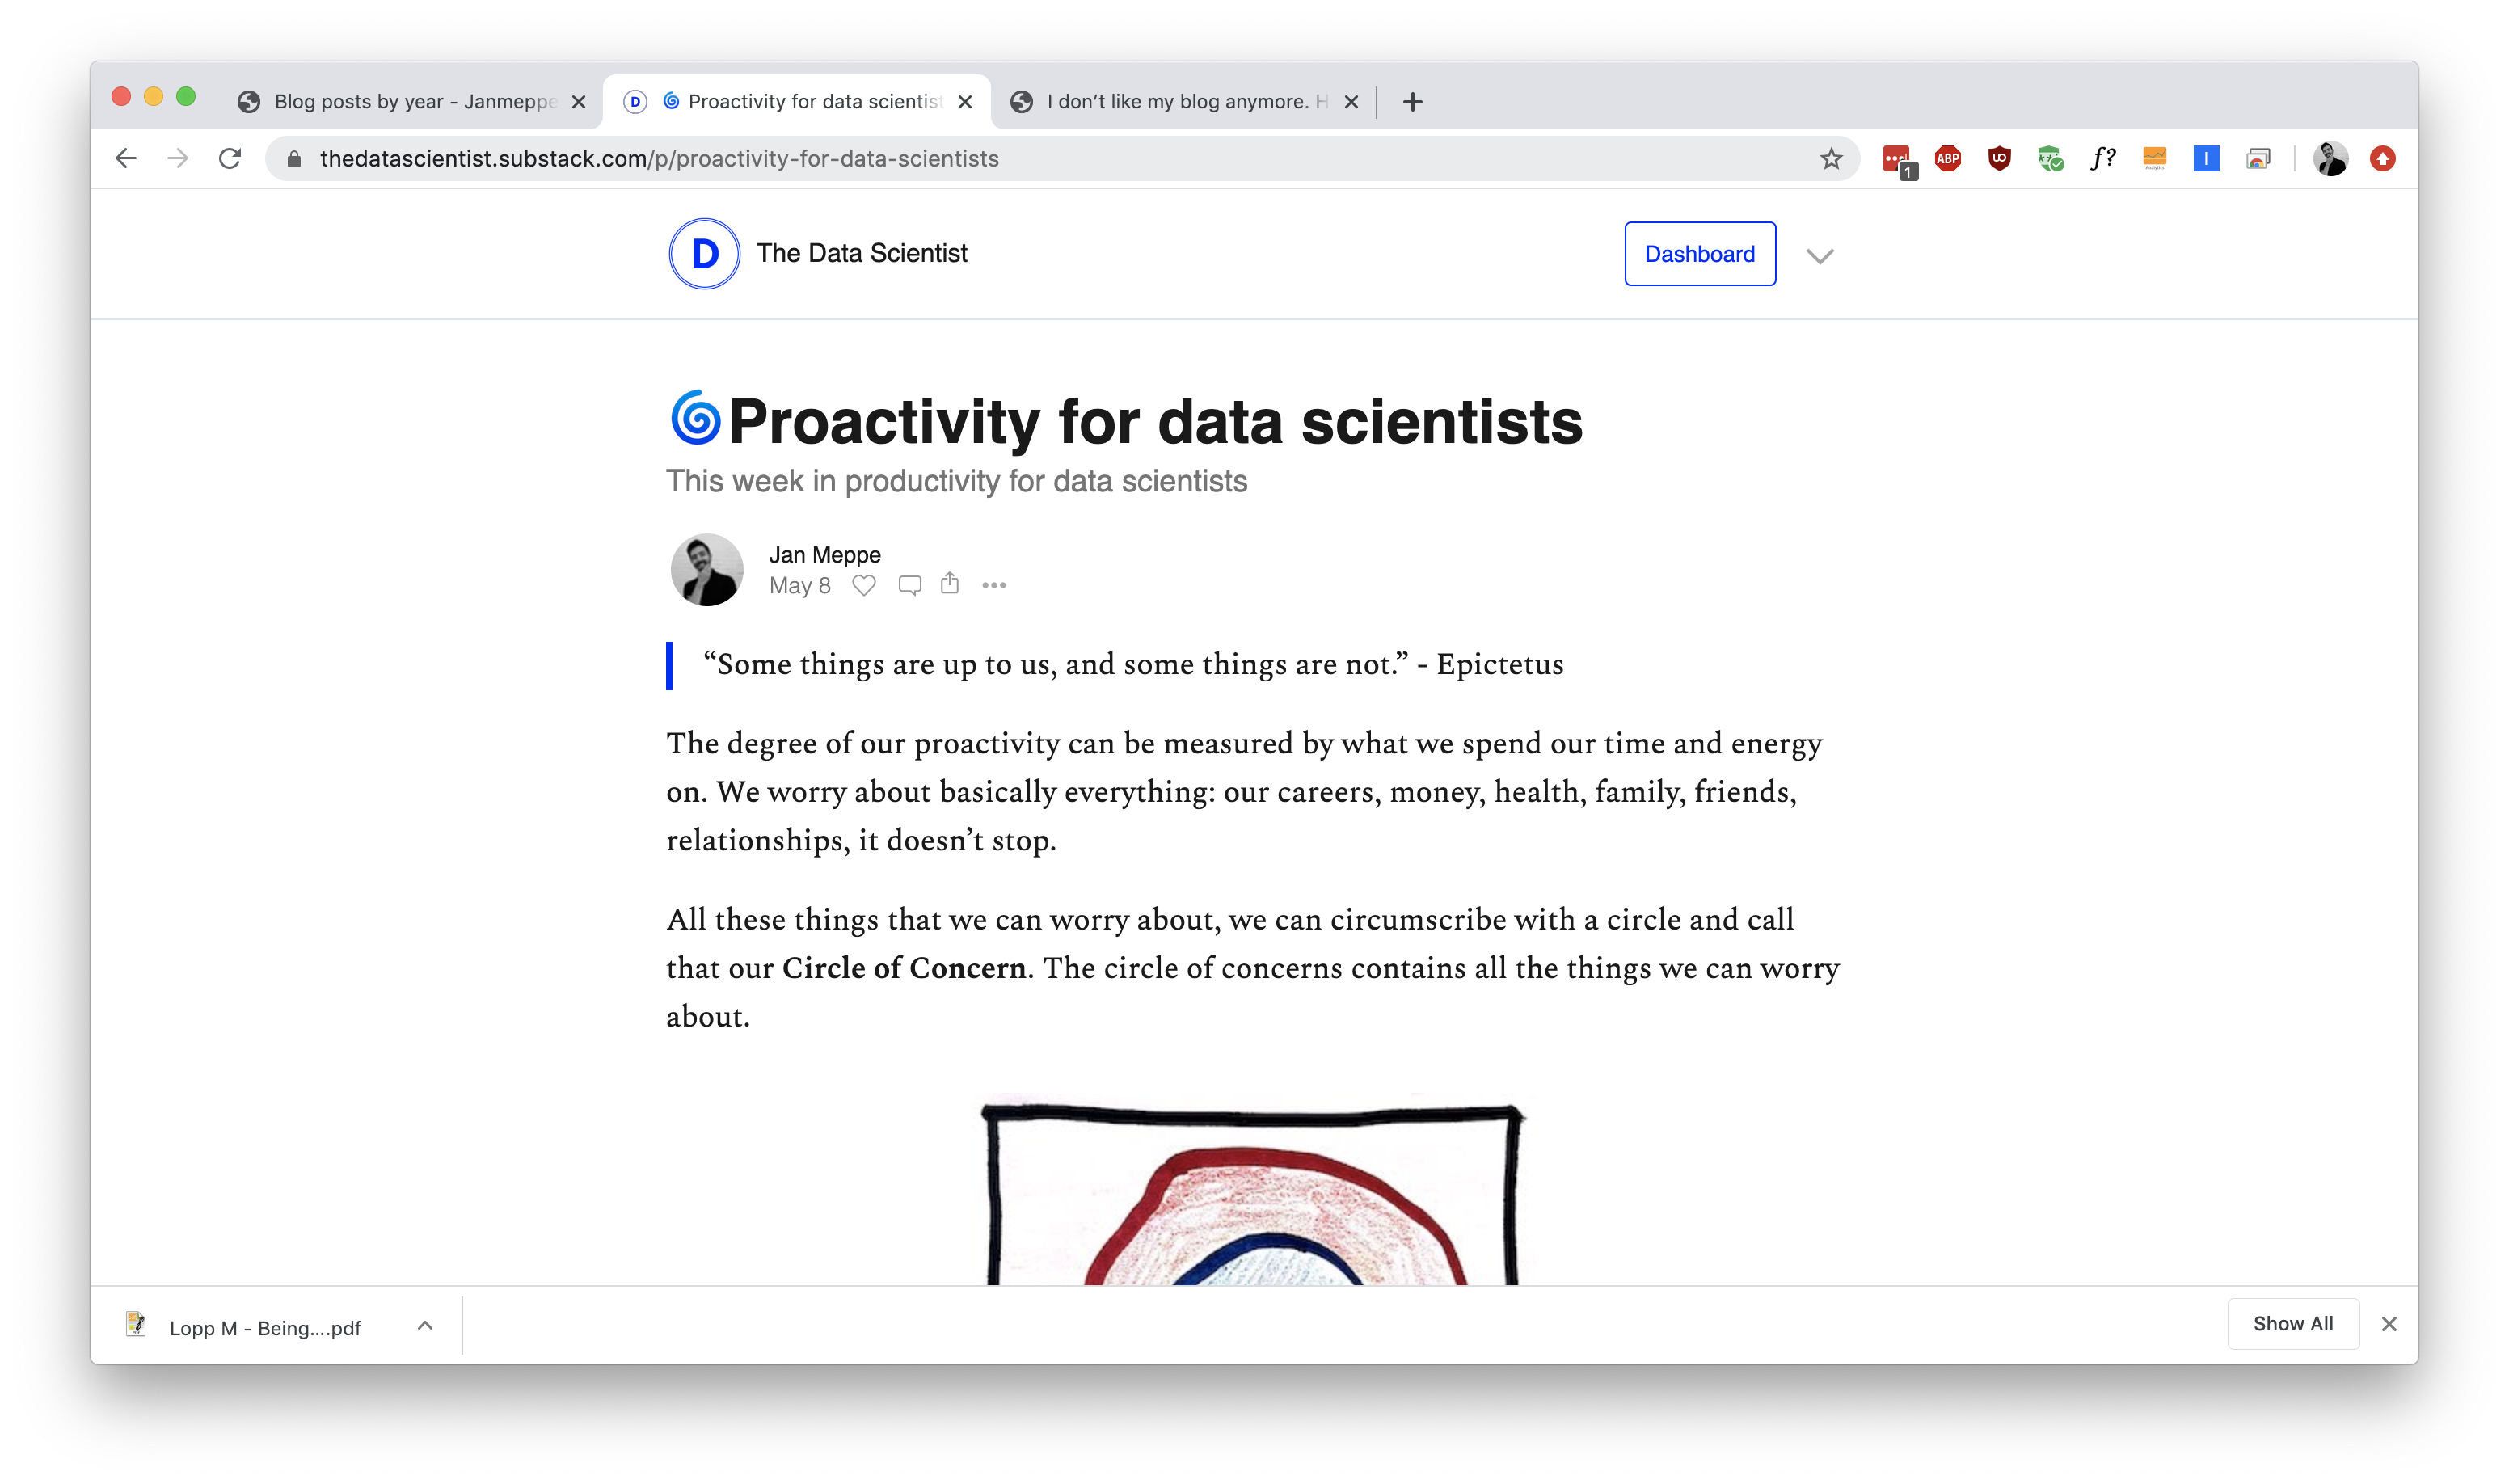 Blog posts by year - Janmeppe
Proactivity for data scientist
I don’t like my blog anymore. H
thedatascientist.substack.com/p/proactivity-for-data-scientists
1
ABP
f?
D
The Data Scientist
Dashboard
Proactivity for data scientists
This week in productivity for data scientists
Jan Meppe
May 8
“Some things are up to us, and some things are not.” - Epictetus
The degree of our proactivity can be measured by what we spend our time and energy
on. We worry about basically everything: our careers, money, health, family, friends,
relationships, it doesn’t stop.
All these things that we can worry about, we can circumscribe with a circle and call
that our Circle of Concern. The circle of concerns contains all the things we can worry
about.
Lopp M - Being....pdf
Show All